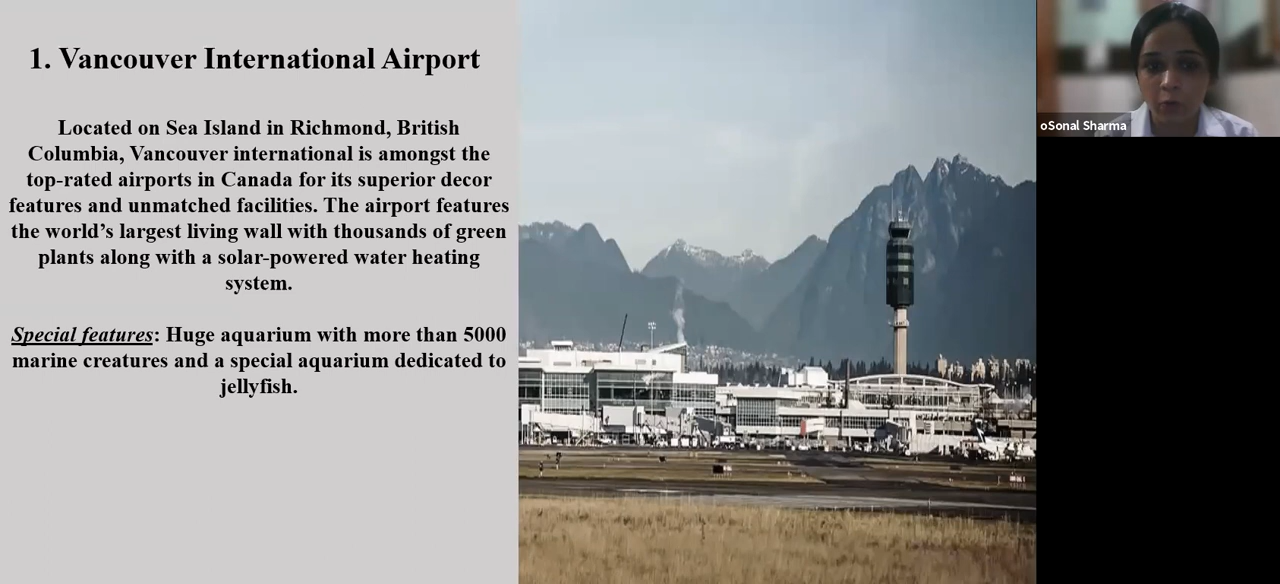 1. Vancouver International Airport
Located on Sea Island in Richmond, British
Columbia, Vancouver international is amongst the
top-rated airports in Canada for its superior decor
features and unmatched facilities. The airport features
the world’s largest living wall with thousands of green
plants along with a solar-powered water heating
system.
Special features: Huge aquarium with more than 5000
marine creatures and a special aquarium dedicated to
jellyfish.
oSonal Sharma